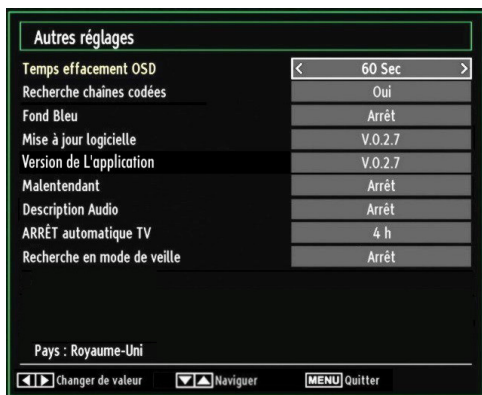 Autres réglages
Temps effacement OSD < 60 Sec >
Recherche chaînes codées Oui
Fond Bleu Arrêt
Mise à jour logicielle V.0.2.7
Version de L'application V.0.2.7
Malentendant Arrêt
Description Audio Arrêt
ARRÊT automatique TV 4 h
Recherche en mode de veille Arrêt
Pays : Royaume-Uni
Changer de valeur Naviguer MENU Quitter